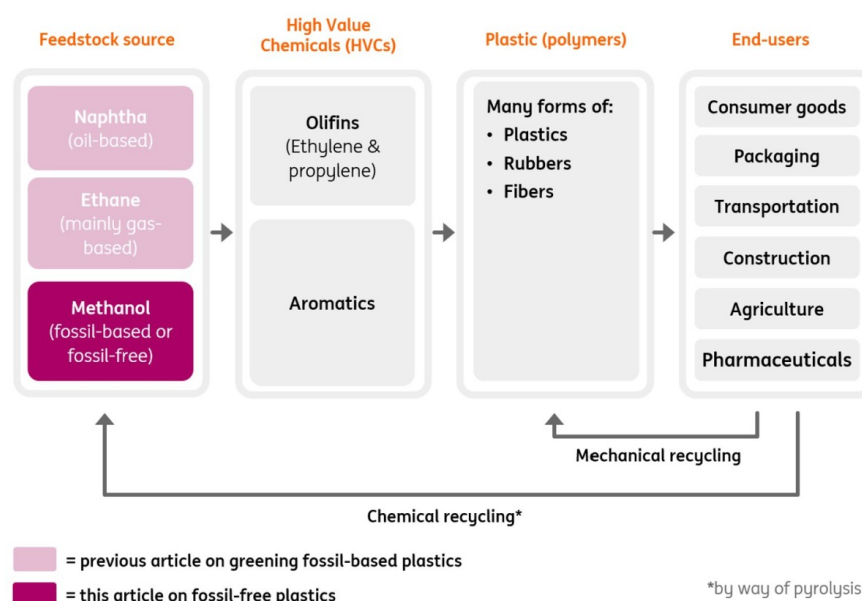 Feedstock source
High Value
Chemicals (HVCs)
Plastic (polymers)
End-users
Naphtha
(oil-based)
Ethane
(mainly gas-
based)
Methanol
(fossil-based or
fossil-free)
Olifins
(Ethylene &
propylene)
Aromatics
Many forms of:
• Plastics
• Rubbers
• Fibers
Consumer goods
Packaging
Transportation
Construction
Agriculture
Pharmaceuticals
Mechanical recycling
Chemical recycling*
= previous article on greening fossil-based plastics
= this article on fossil-free plastics
*by way of pyrolysis